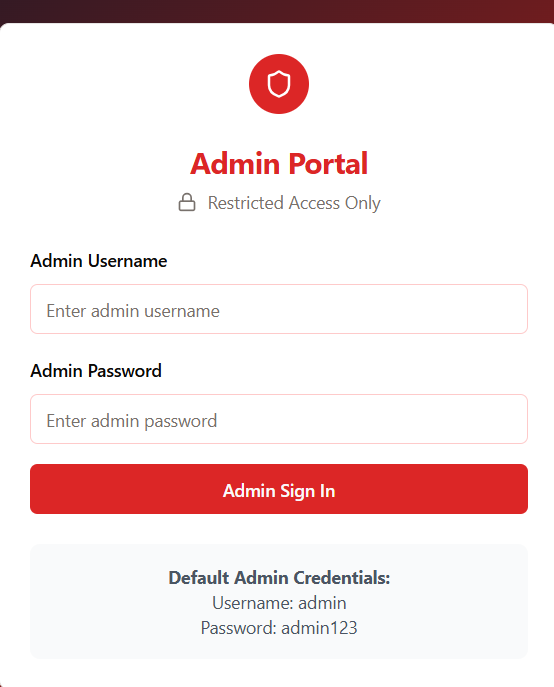 Admin Portal
Restricted Access Only
Admin Username
Enter admin username
Admin Password
Enter admin password
Admin Sign In
Default Admin Credentials:
Username: admin
Password: admin123